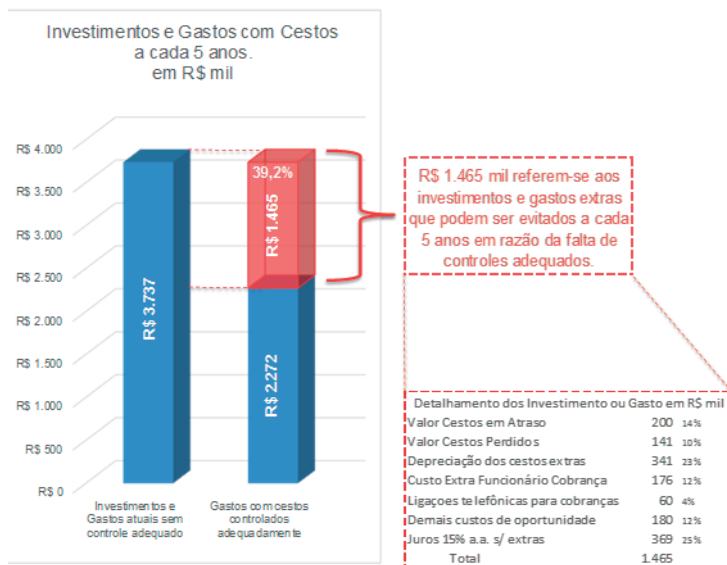 Investimentos e Gastos com Cestos
a cada 5 anos.
em R$ mil
R$ 4.000
R$ 3.500
R$ 3.000
R$ 2.500
R$ 2.000
R$ 1.500
R$ 1.000
R$ 500
R$ 0
R$ 3.737
39,2%
R$ 1.465
R$ 2.272
Investimentos e
Gastos atuais sem
controle adequado
Gastos com cestos
controlados
adequadamente
R$ 1.465 mil referem-se aos
investimentos e gastos extras
que podem ser evitados a cada
5 anos em razão da falta de
controles adequados.
Detalhamento dos Investimento ou Gasto em R$ mil
Valor Cestos em Atraso 200 14%
Valor Cestos Perdidos 141 10%
Depreciação dos cestos extras 341 23%
Custo Extra Funcionário Cobrança 176 12%
Ligaçoes telefônicas para cobranças 60 4%
Demais custos de oportunidade 180 12%
Juros 15% a.a. s/ extras 369 25%
Total 1.465